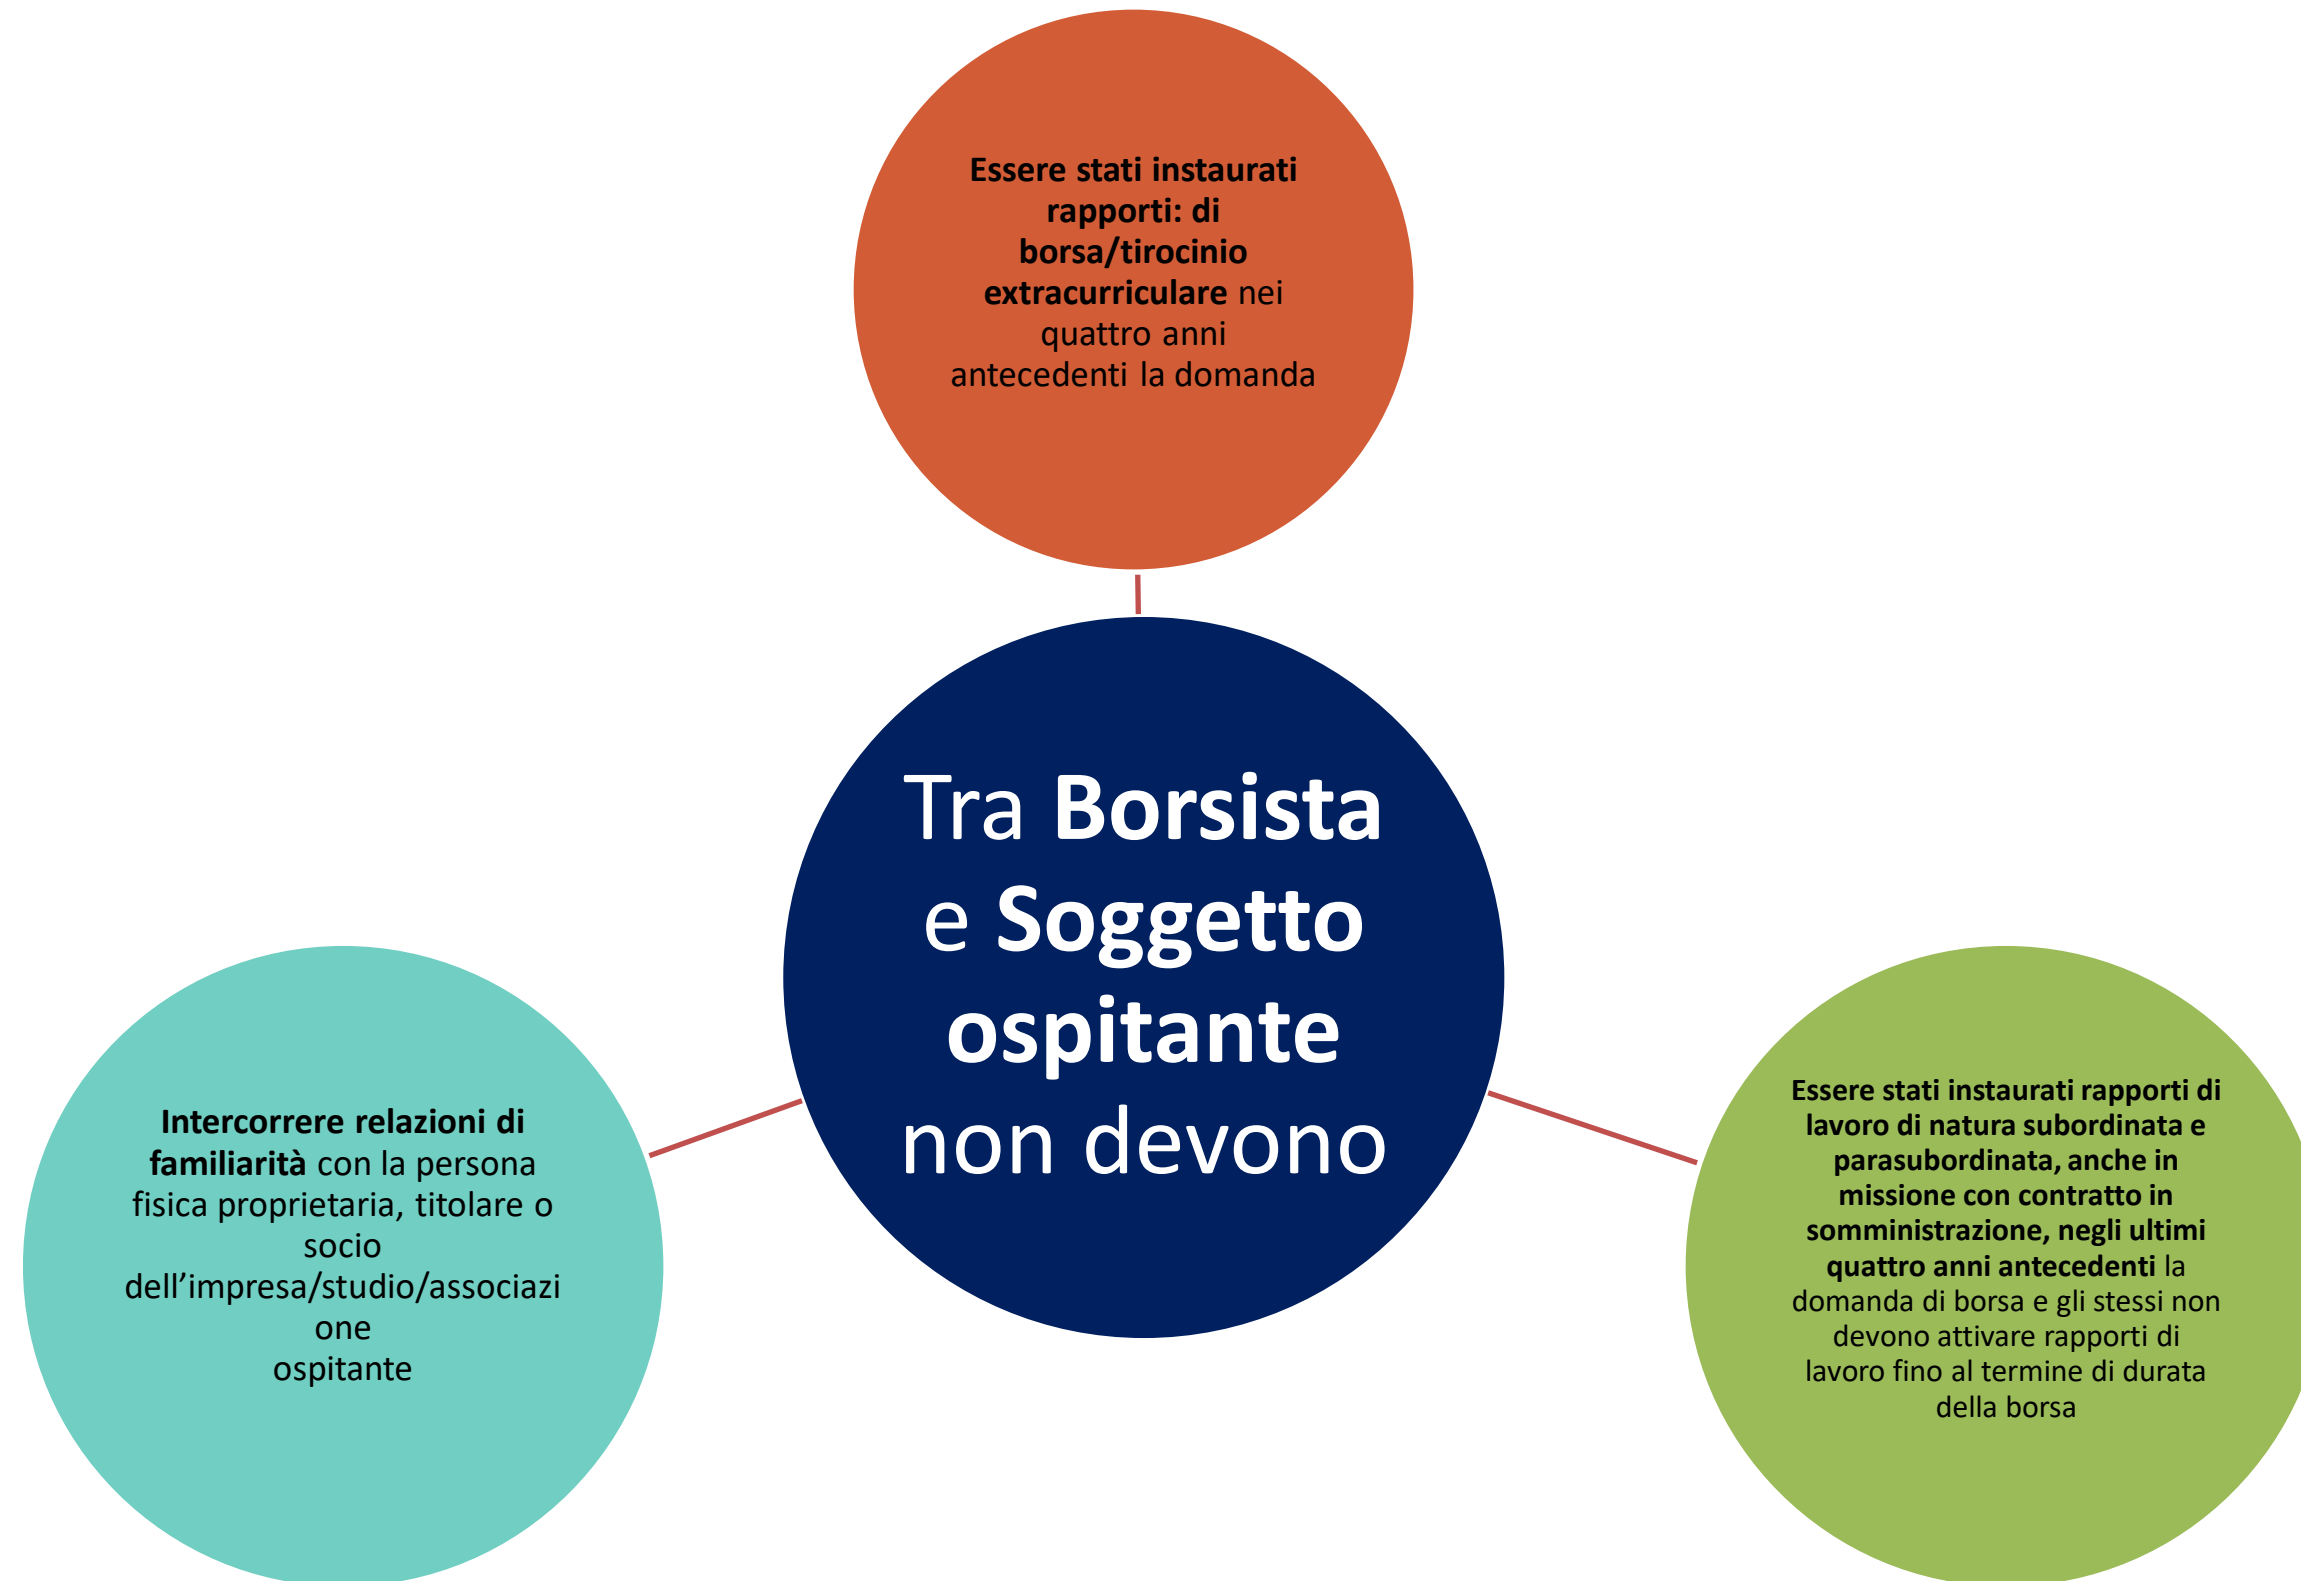 Essere stati instaurati
rapporti: di
borsa/tirocinio
extracurriculare nei
quattro anni
antecedenti la domanda
Tra Borsista
e Soggetto
ospitante
non devono
Intercorrere relazioni di
familiarità con la persona
fisica proprietaria, titolare o
socio
dell’impresa/studio/associazi
one
ospitante
Essere stati instaurati rapporti di
lavoro di natura subordinata e
parasubordinata, anche in
missione con contratto in
somministrazione, negli ultimi
quattro anni antecedenti la
domanda di borsa e gli stessi non
devono attivare rapporti di
lavoro fino al termine di durata
della borsa